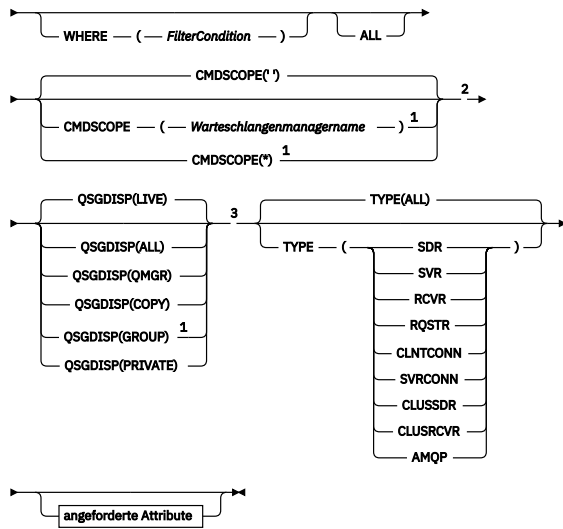 WHERE ( FilterCondition ) ALL
CMDSCOPE(' ')
2
CMDSCOPE ( Warteschlangenmanagername ) 1
CMDSCOPE(*) 1
QSGDISP(LIVE)
3
QSGDISP(ALL)
QSGDISP(QMGR)
QSGDISP(COPY)
QSGDISP(GROUP) 1
QSGDISP(PRIVATE)
TYPE(ALL)
TYPE ( SDR )
SVR
RCVR
RQSTR
CLNTCONN
SVRCONN
CLUSSDR
CLUSRCVR
AMQP
angeforderte Attribute